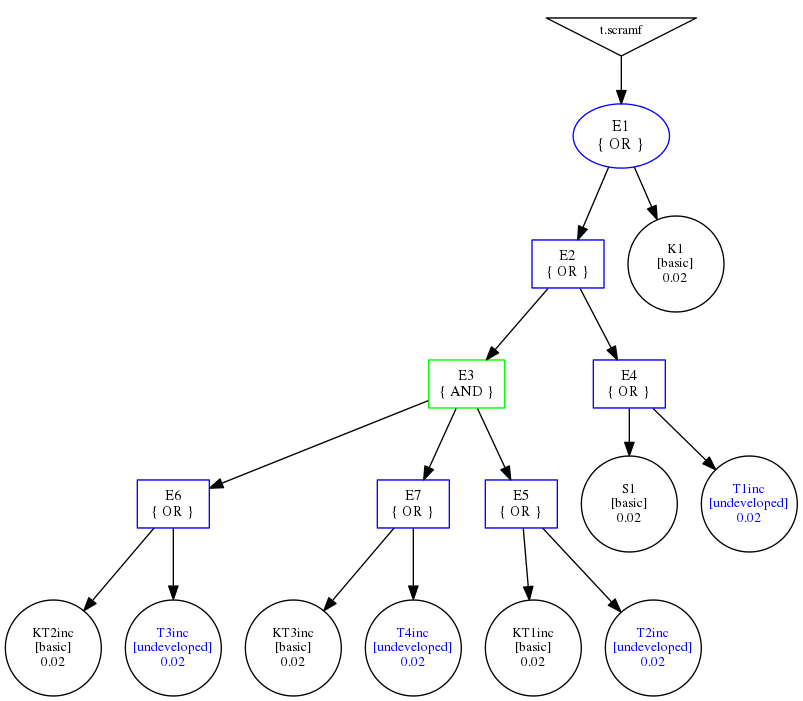 t.scramf
E1
{ OR }
E2
{ OR }
K1
[basic]
0.02
E3
{ AND }
E4
{ OR }
E6
{ OR }
E7
{ OR }
E5
{ OR }
S1
[basic]
0.02
T1inc
[undeveloped]
0.02
KT2inc
[basic]
0.02
T3inc
[undeveloped]
0.02
KT3inc
[basic]
0.02
T4inc
[undeveloped]
0.02
KT1inc
[basic]
0.02
T2inc
[undeveloped]
0.02